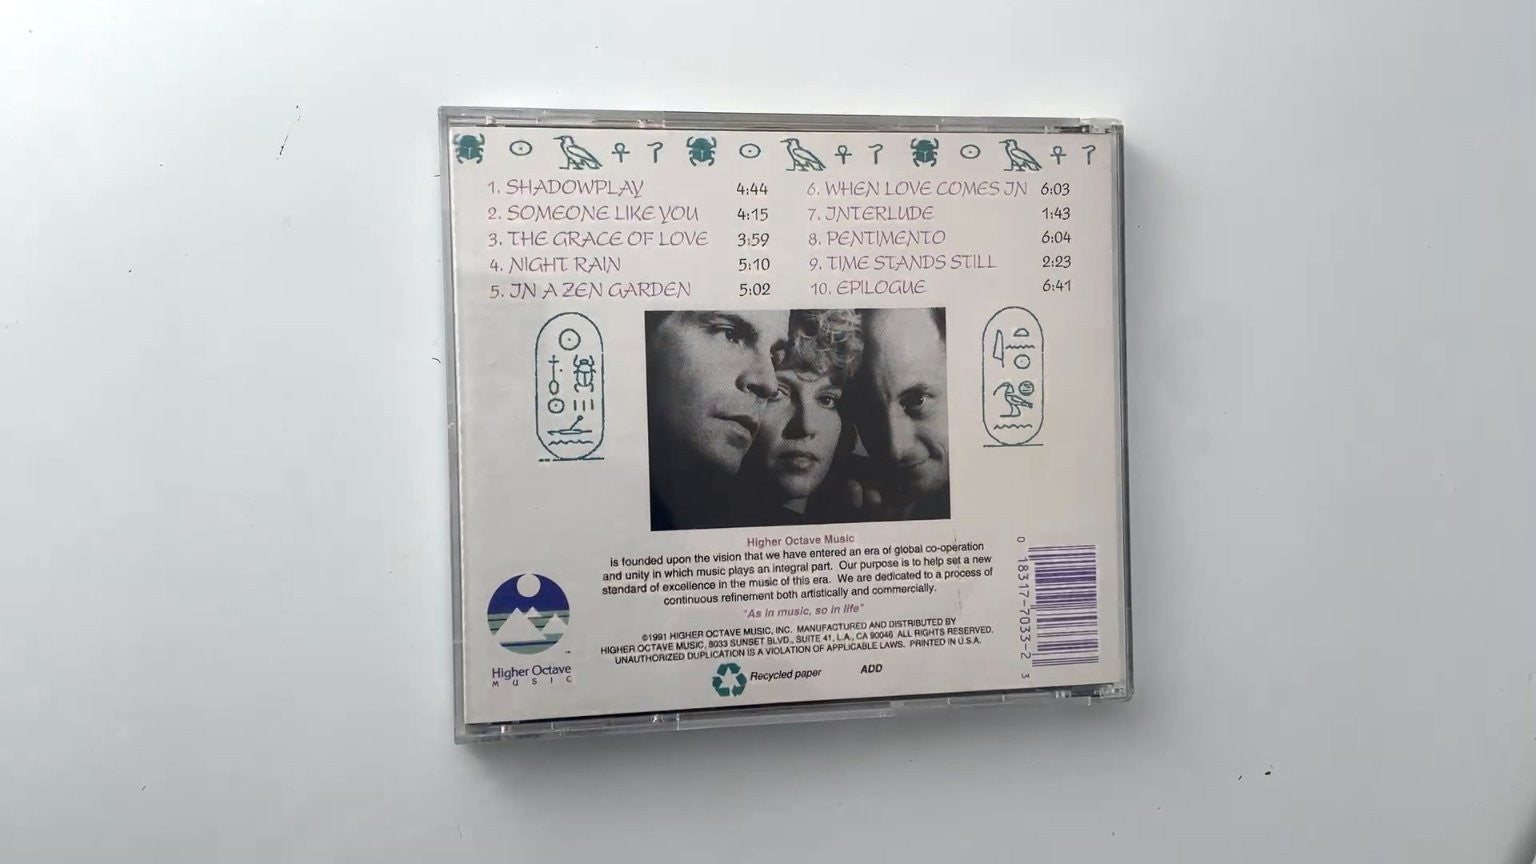 1. SHADOWPLAY 4:44
2. SOMEONE LIKE YOU 4:15
3. THE GRACE OF LOVE 3:59
4. NIGHT RAIN 5:10
5. IN A ZEN GARDEN 5:02
6. WHEN LOVE COMES IN 6:03
7. INTERLUDE 1:43
8. PENTIMENTO 6:04
9. TIME STANDS STILL 2:23
10. EPILOGUE 6:41
Higher Octave Music
is founded upon the vision that we have entered an era of global co-operation
and unity in which music plays an integral part. Our purpose is to help set a new
standard of excellence in the music of this era. We are dedicated to a process of
continuous refinement both artistically and commercially.
"As in music, so in life"
©1991 HIGHER OCTAVE MUSIC, INC. MANUFACTURED AND DISTRIBUTED BY
HIGHER OCTAVE MUSIC, 8033 SUNSET BLVD., SUITE 41, L.A., CA 90046. ALL RIGHTS RESERVED.
UNAUTHORIZED DUPLICATION IS A VIOLATION OF APPLICABLE LAWS. PRINTED IN U.S.A.
Recycled paper ADD
Higher Octave
MUSIC
™
0 18317-7033-2 3